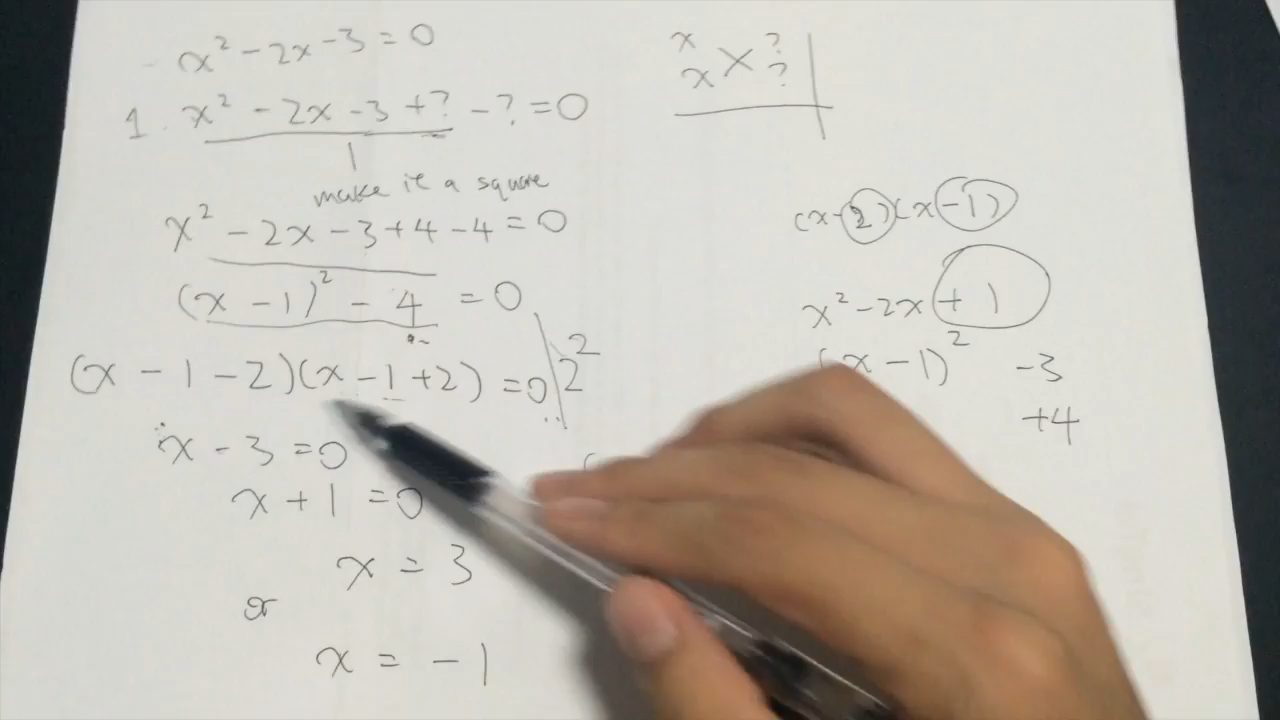 x² - 2x - 3 = 0
1. x² - 2x - 3 + ? - ? = 0
make it a square
x² - 2x - 3 + 4 - 4 = 0
(x - 1)² - 4 = 0
2²
(x - 1 - 2)(x - 1 + 2) = 0
x - 3 = 0
x + 1 = 0
x = 3
or
x = -1
x ?
x ?
(x - 2)(x - 1)
x² - 2x + 1
(x - 1)² -3
+4